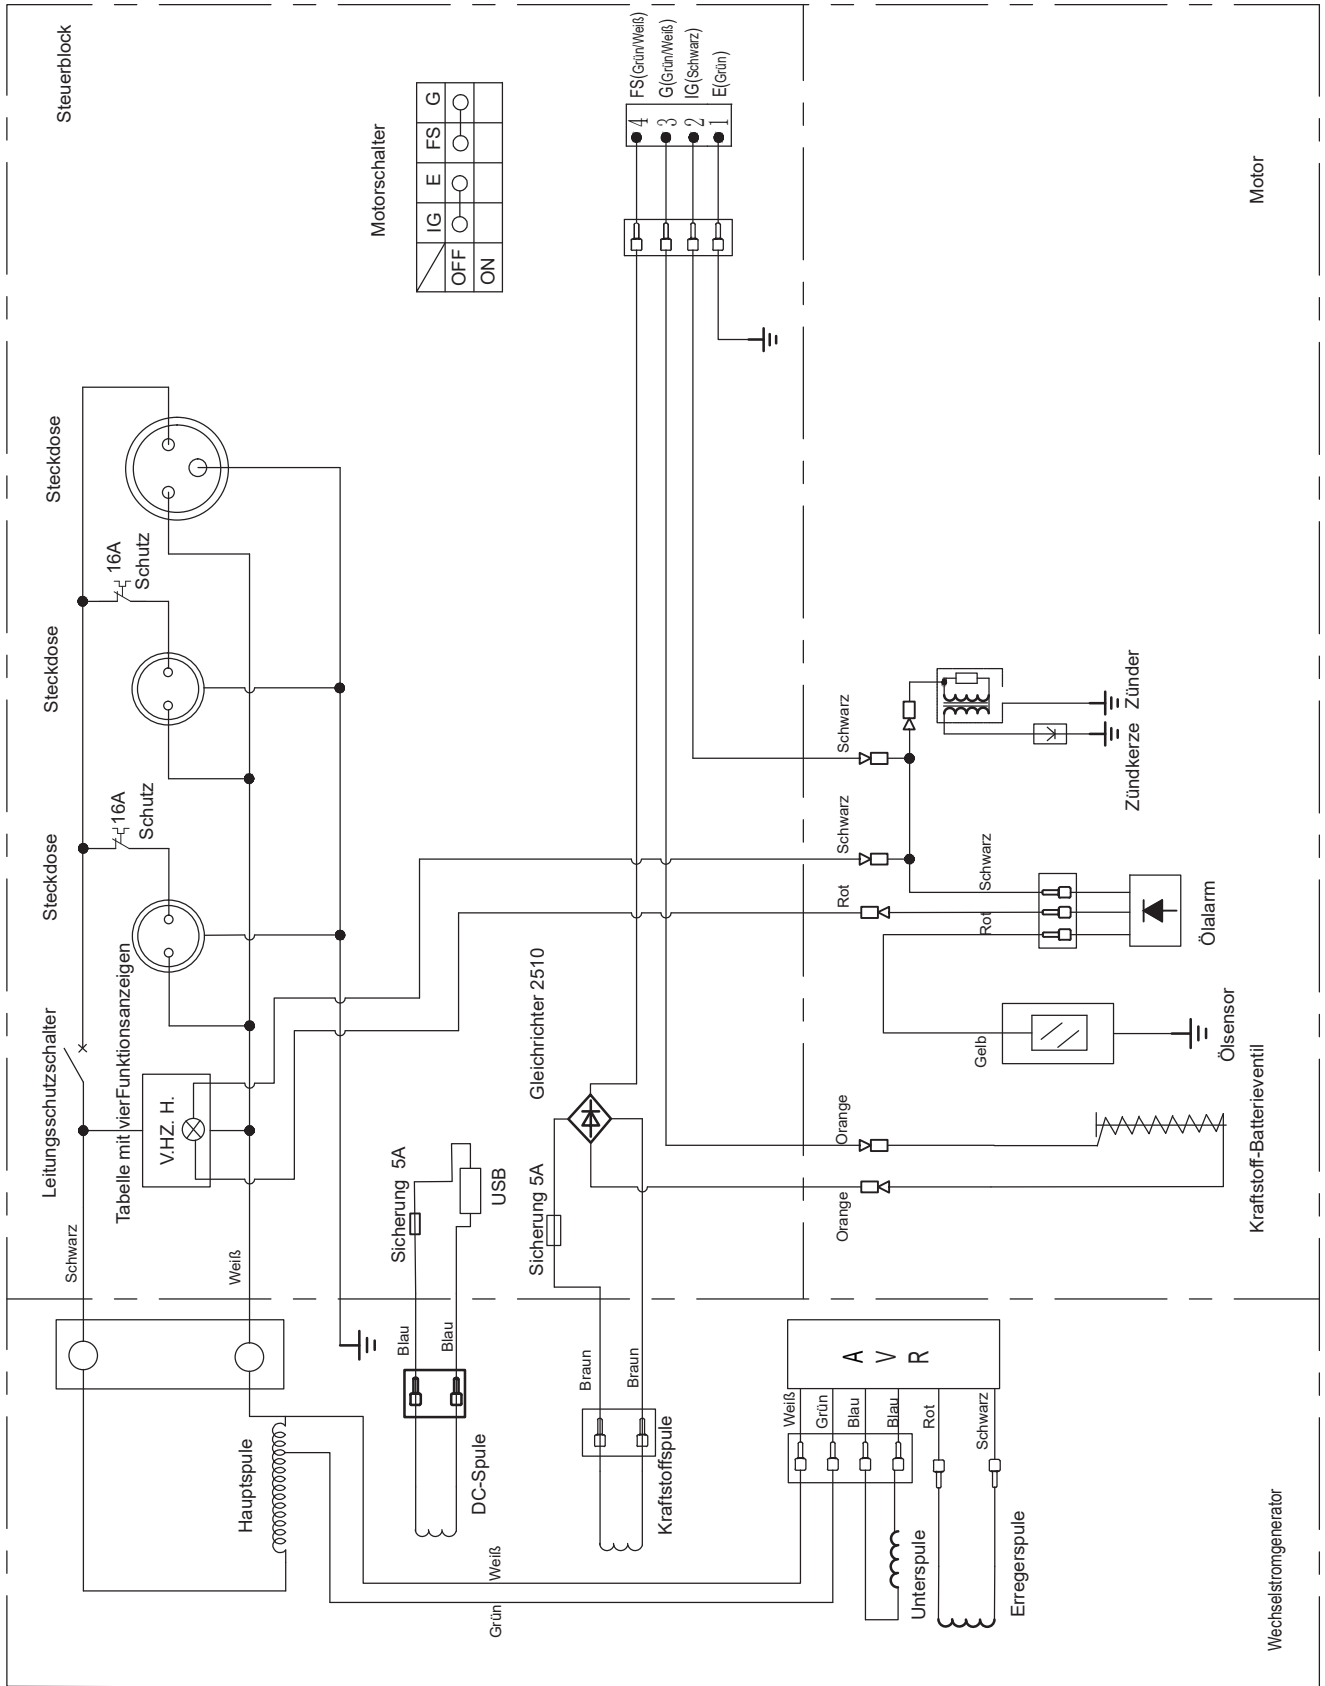 Steuerblock
Motorschalter
IG E FS G
OFF
ON
FS(Grün/Weiß)
G(Grün/Weiß)
IG(Schwarz)
E(Grün)
4
3
2
1
Motor
Steckdose
16A
Schutz
Steckdose
16A
Schutz
Steckdose
Leitungsschutzschalter
Tabelle mit vierFunktionsanzeigen
V.HZ. H.
Schwarz
Weiß
Sicherung 5A
USB
Gleichrichter 2510
Sicherung 5A
Schwarz
Schwarz
Rot
Orange
Orange
Zündkerze
Zünder
Schwarz
Rot
Ölalarm
Gelb
Ölsensor
Kraftstoff-Batterieventil
Hauptspule
Blau
Blau
DC-Spule
Braun
Braun
Kraftstoffspule
A V R
Weiß
Grün
Blau
Blau
Rot
Schwarz
Weiß
Grün
Unterspule
Erregerspule
Wechselstromgenerator